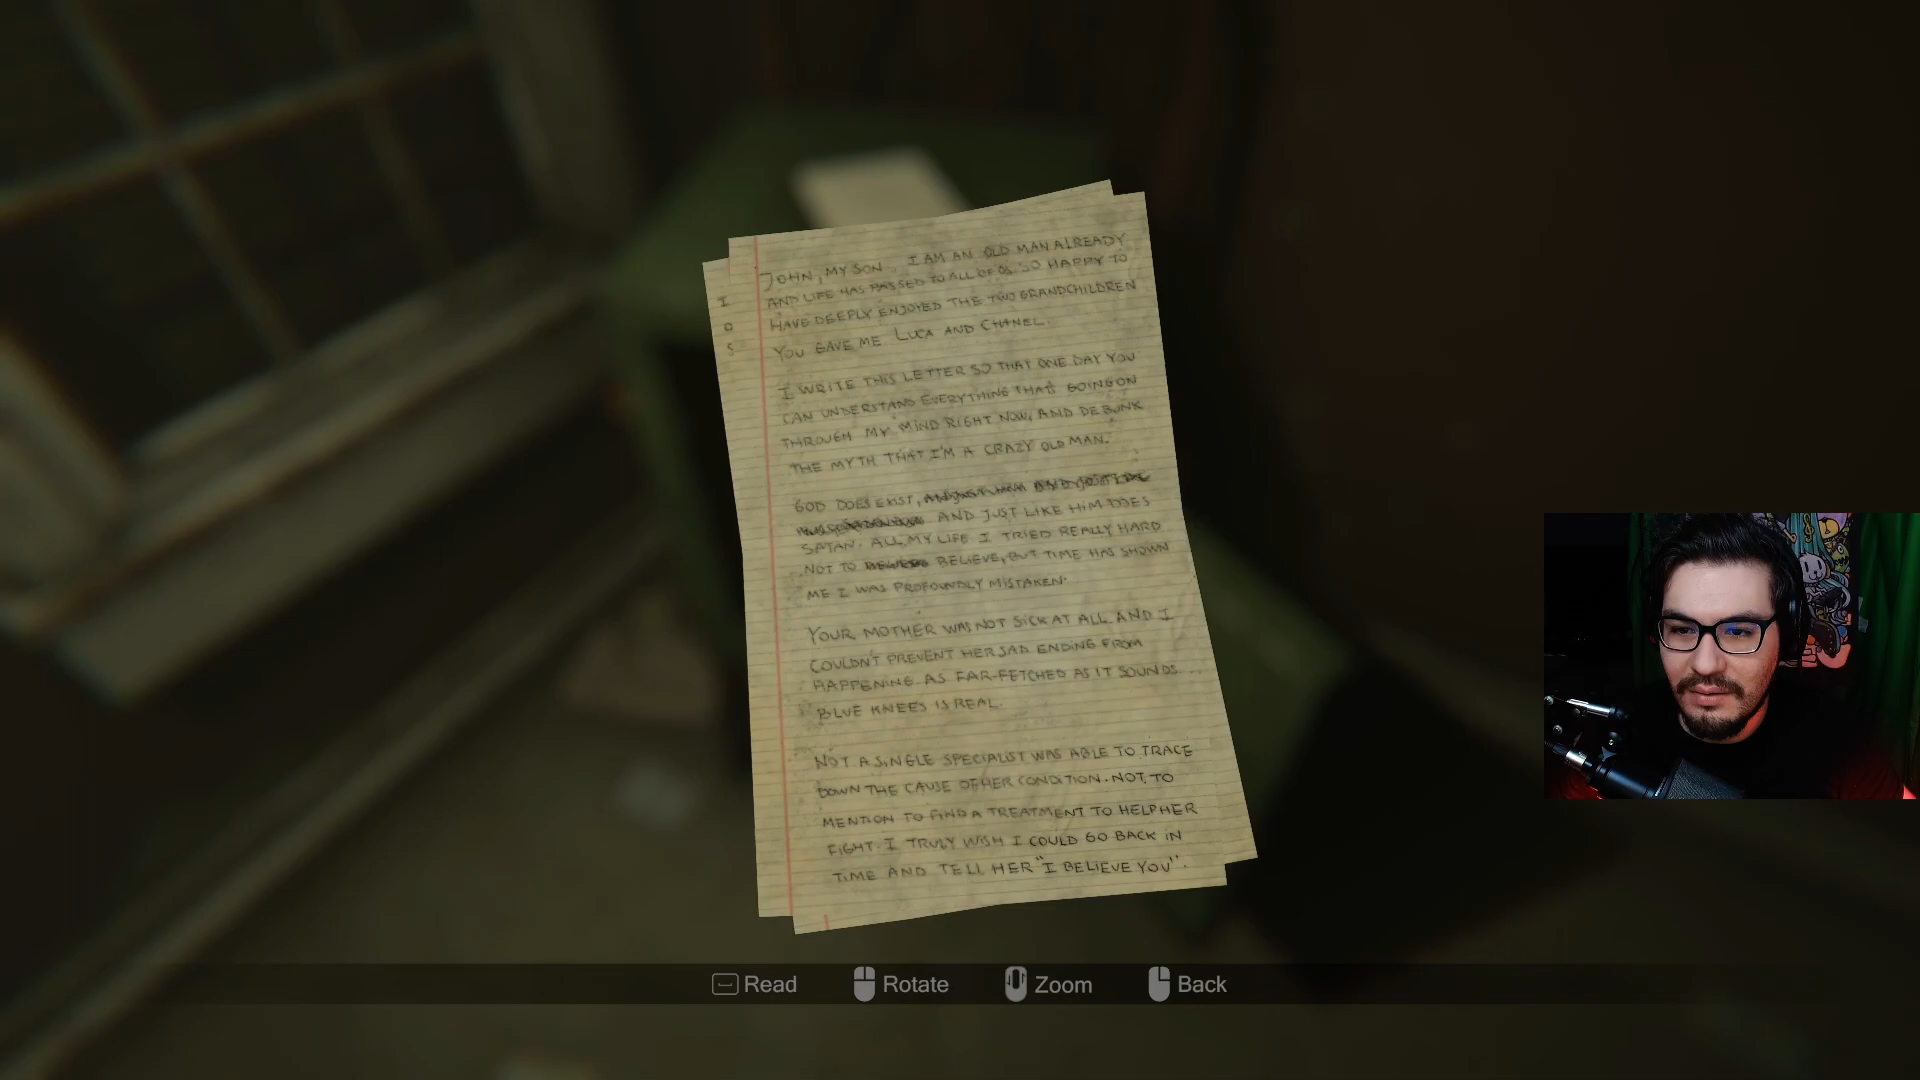 JOHN, MY SON. I AM AN OLD MAN ALREADY
AND LIFE HAS PASSED TO ALL OF US. SO HAPPY TO
HAVE DEEPLY ENJOYED THE TWO GRANDCHILDREN
YOU GAVE ME. LUCA AND CHANEL.
I WRITE THIS LETTER SO THAT ONE DAY YOU
CAN UNDERSTAND EVERYTHING THAT'S GOING ON
THROUGH MY MIND RIGHT NOW, AND DEBUNK
THE MYTH THAT I'M A CRAZY OLD MAN.
GOD DOES EXIST,
AND JUST LIKE HIM DOES
SATAN. ALL MY LIFE I TRIED REALLY HARD
NOT TO BELIEVE, BUT TIME HAS SHOWN
ME I WAS PROFOUNDLY MISTAKEN.
YOUR MOTHER WAS NOT SICK AT ALL. AND I
COULDN'T PREVENT HER SAD ENDING FROM
HAPPENING. AS FAR-FETCHED AS IT SOUNDS...
BLUE KNEES IS REAL.
NOT A SINGLE SPECIALIST WAS ABLE TO TRACE
DOWN THE CAUSE OF HER CONDITION. NOT TO
MENTION TO FIND A TREATMENT TO HELP HER
FIGHT. I TRULY WISH I COULD GO BACK IN
TIME AND TELL HER "I BELIEVE YOU".
I
O
S
Read
Rotate
Zoom
Back